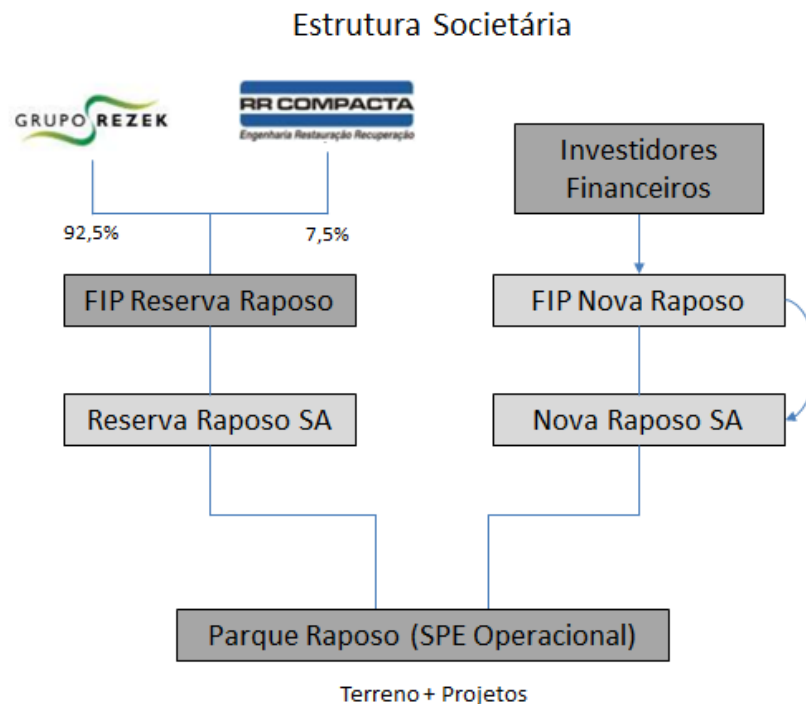 Estrutura Societária
GRUPO REZEK
RR COMPACTA
Engenharia Restauração Recuperação
Investidores
Financeiros
92,5%
7,5%
FIP Reserva Raposo
FIP Nova Raposo
Reserva Raposo SA
Nova Raposo SA
Parque Raposo (SPE Operacional)
Terreno + Projetos